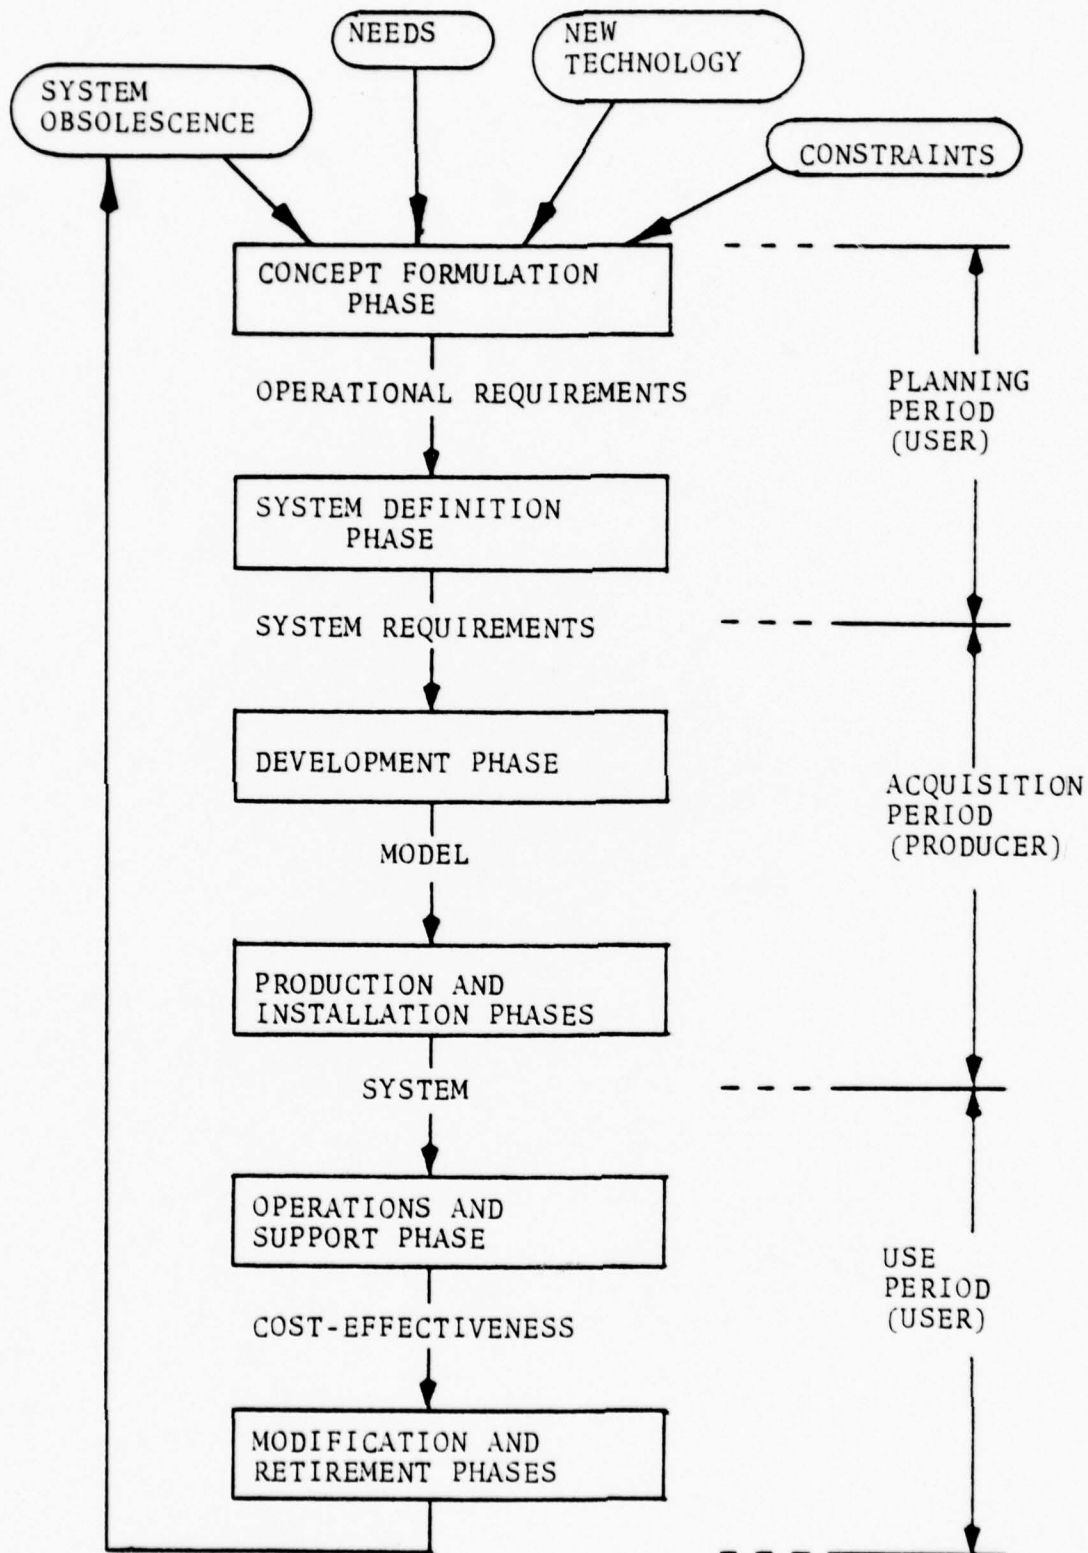 NEEDS
NEW
TECHNOLOGY
SYSTEM
OBSOLESCENCE
CONSTRAINTS
CONCEPT FORMULATION
PHASE
OPERATIONAL REQUIREMENTS
PLANNING
PERIOD
(USER)
SYSTEM DEFINITION
PHASE
SYSTEM REQUIREMENTS
DEVELOPMENT PHASE
ACQUISITION
PERIOD
(PRODUCER)
MODEL
PRODUCTION AND
INSTALLATION PHASES
SYSTEM
OPERATIONS AND
SUPPORT PHASE
USE
PERIOD
(USER)
COST-EFFECTIVENESS
MODIFICATION AND
RETIREMENT PHASES